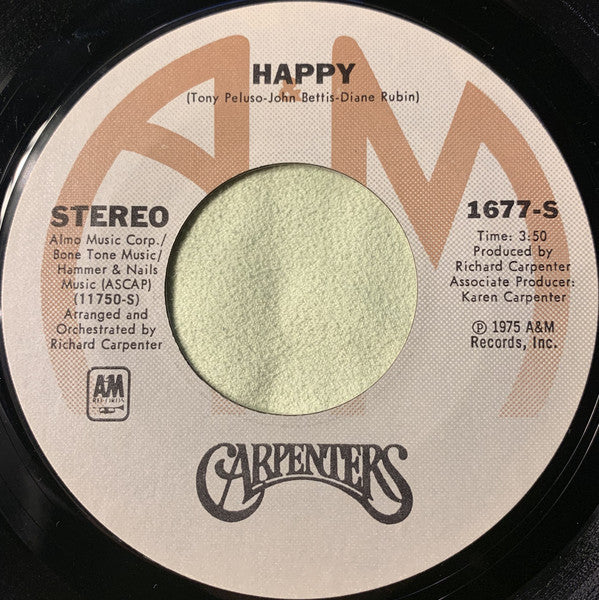 HAPPY
(Tony Peluso-John Bettis-Diane Rubin)
STEREO
Almo Music Corp./
Bone Tone Music/
Hammer & Nails
Music (ASCAP)
(11750-S)
Arranged and
Orchestrated by
Richard Carpenter
1677-S
Time: 3:50
Produced by
Richard Carpenter
Associate Producer:
Karen Carpenter
℗ 1975 A&M
Records, Inc.
A&M
AM
RECORDS
CARPENTERS